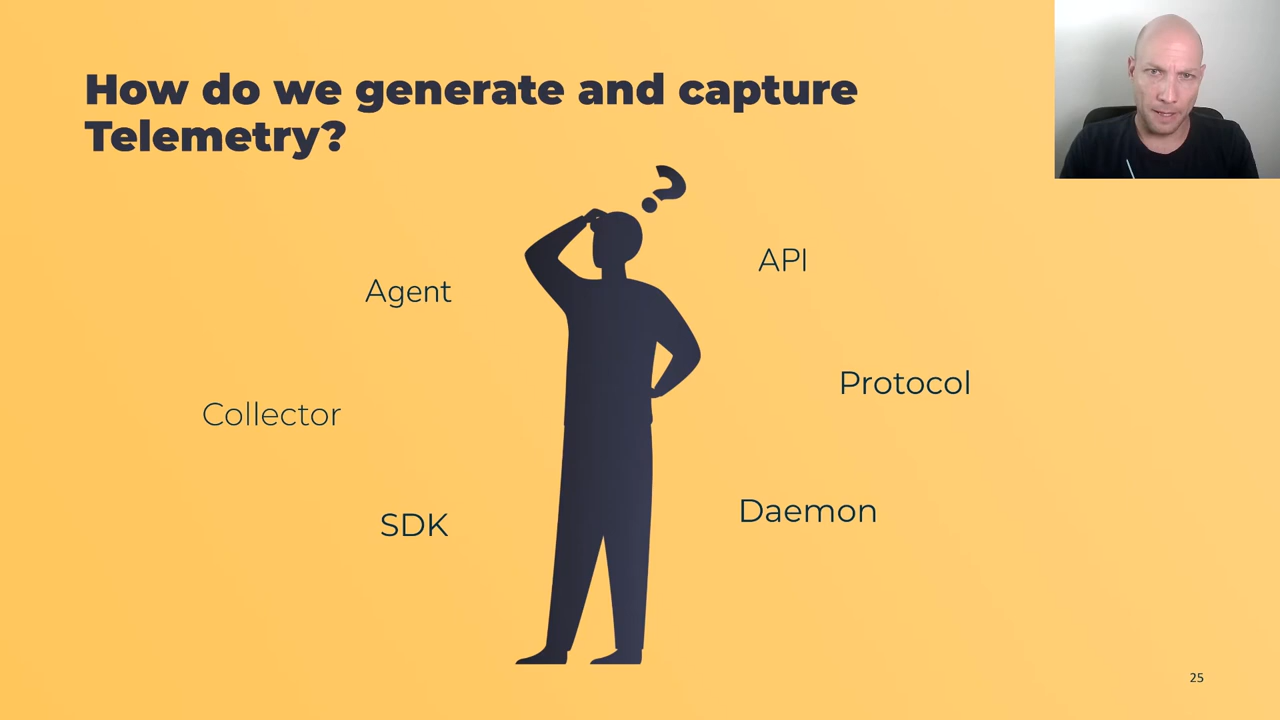 How do we generate and capture
Telemetry?
?
API
Agent
Protocol
Collector
Daemon
SDK
25